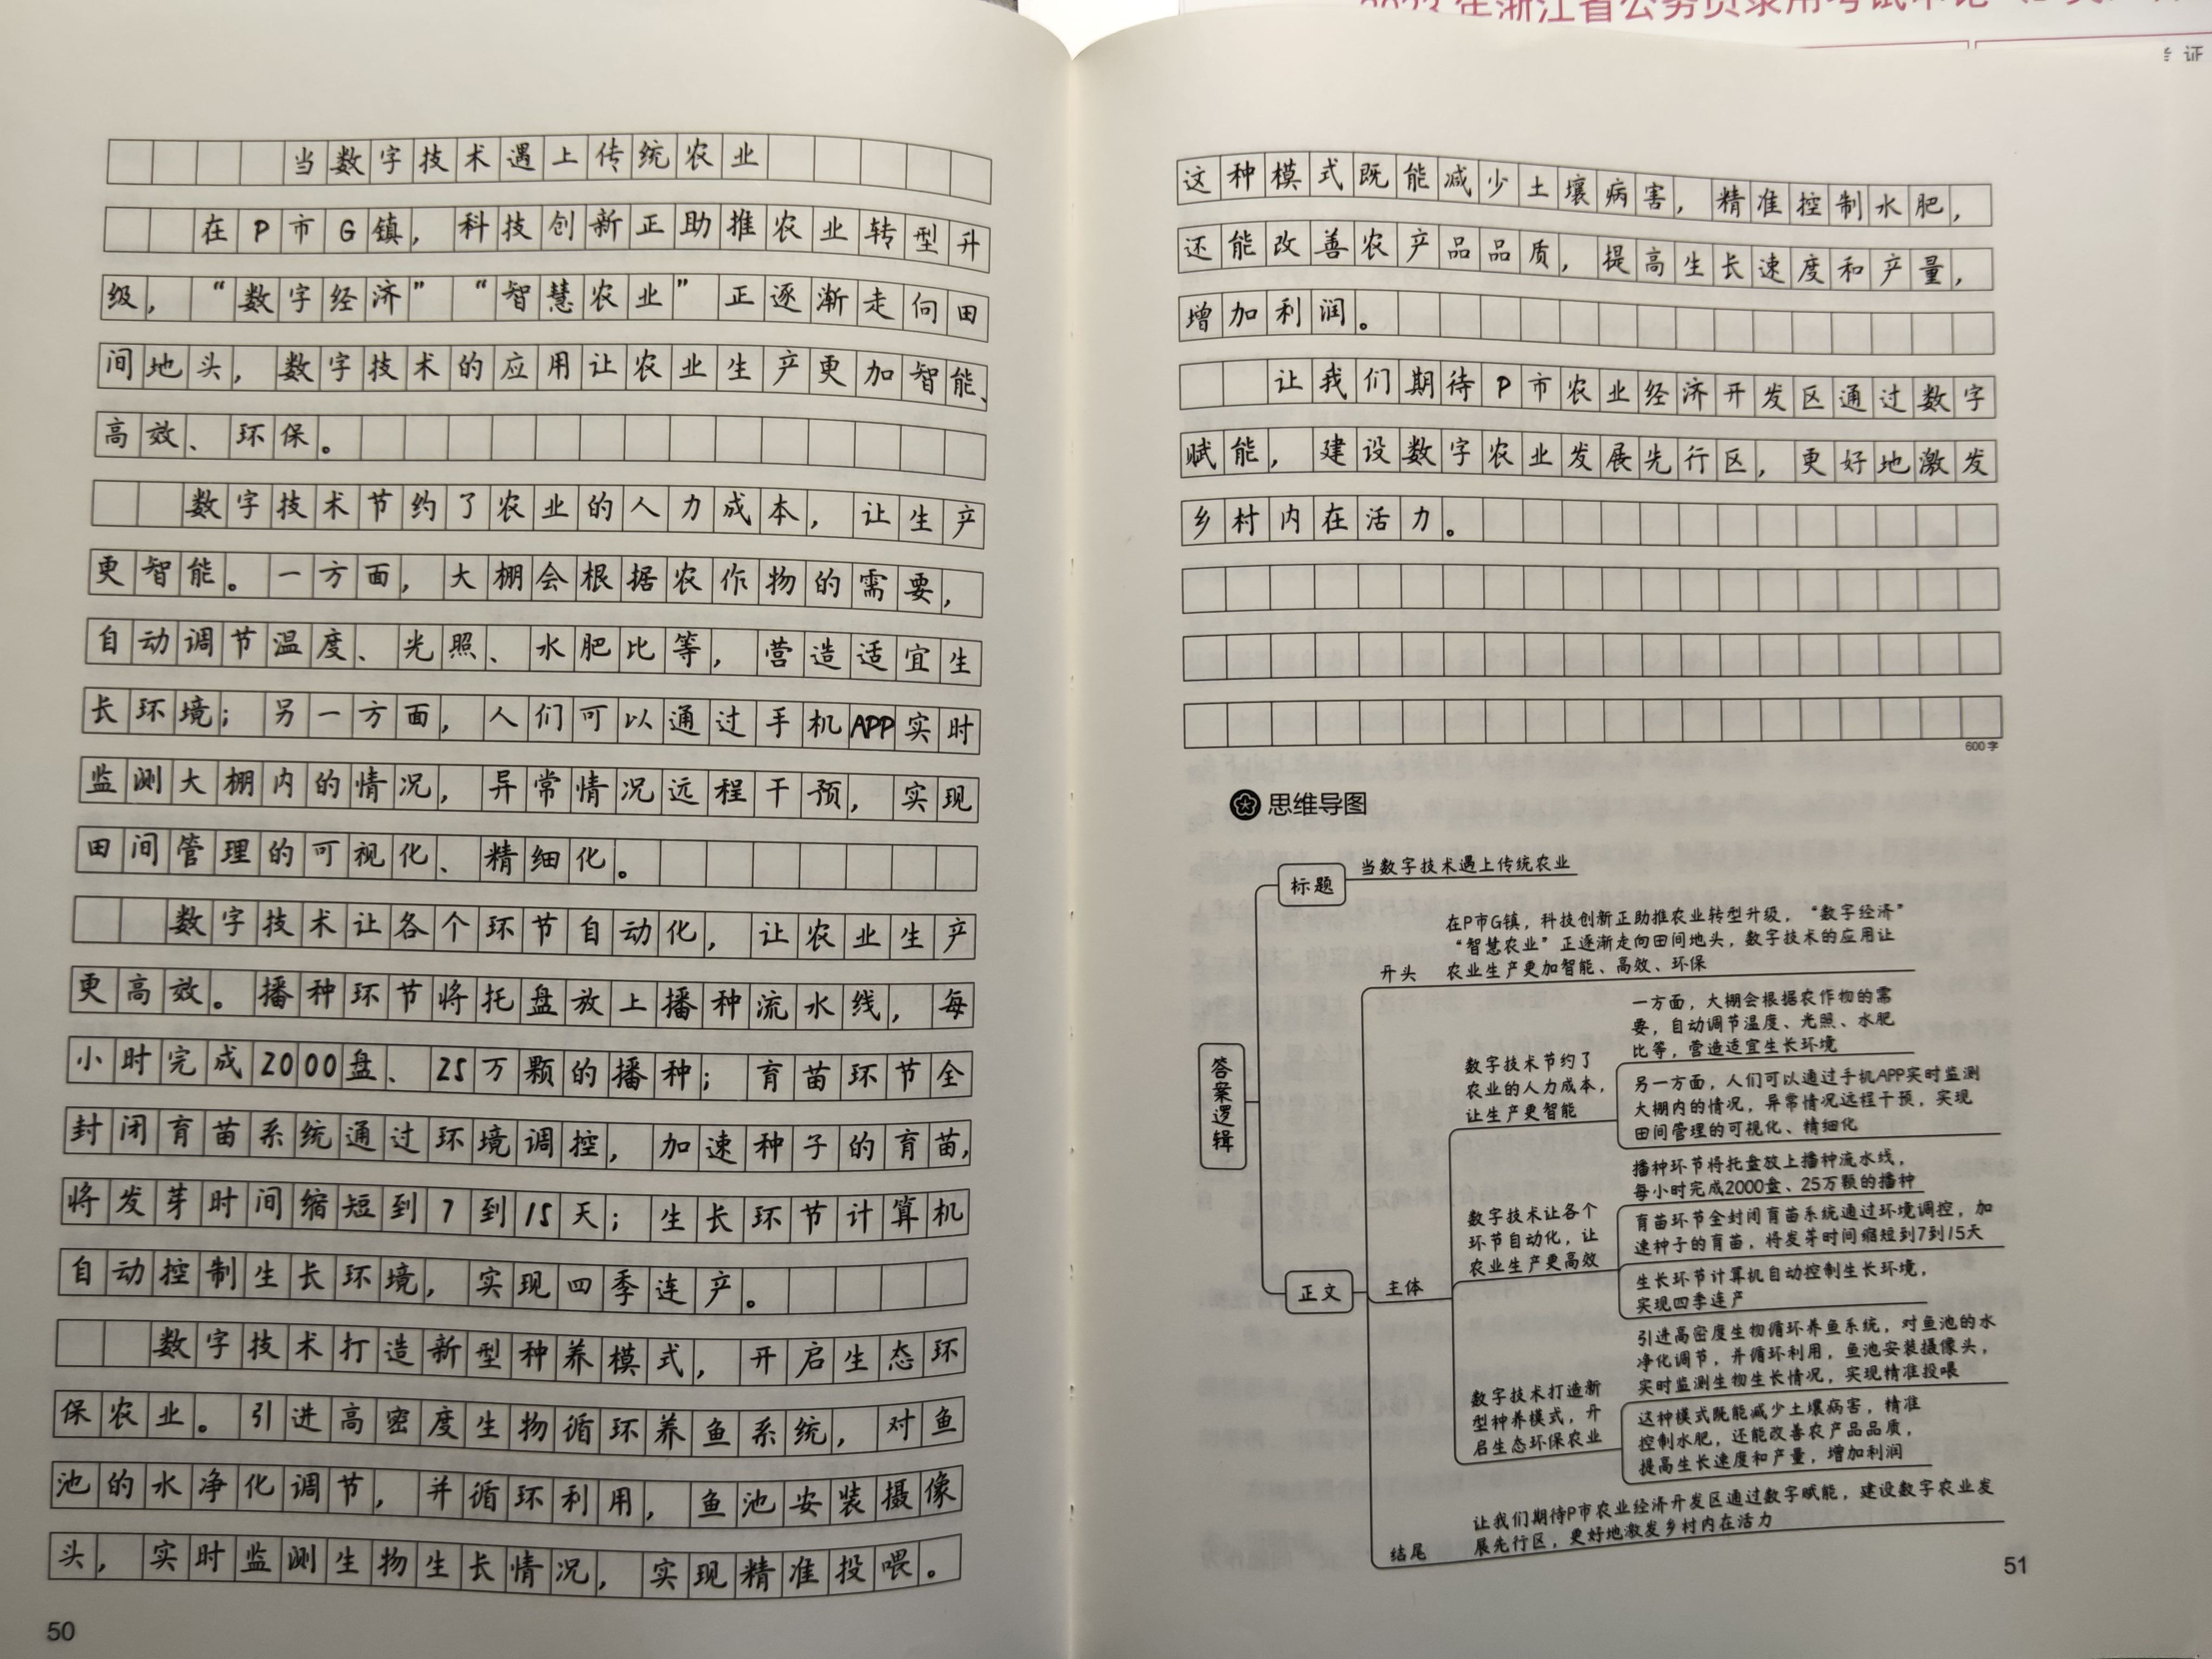 当数字技术遇上传统农业
在P市G镇，科技创新正助推农业转型升
级，“数字经济”“智慧农业”正逐渐走向田
间地头，数字技术的应用让农业生产更加智能、
高效、环保。
数字技术节约了农业的人力成本，让生产
更智能。一方面，大棚会根据农作物的需要，
自动调节温度、光照、水肥比等，营造适宜生
长环境；另一方面，人们可以通过手机APP实时
监测大棚内的情况，异常情况远程干预，实现
田间管理的可视化、精细化。
数字技术让各个环节自动化，让农业生产
更高效。播种环节将托盘放上播种流水线，每
小时完成2000盘、25万颗的播种；育苗环节全
封闭育苗系统通过环境调控，加速种子的育苗，
将发芽时间缩短到7到15天；生长环节计算机
自动控制生长环境，实现四季连产。
数字技术打造新型种养模式，开启生态环
保农业。引进高密度生物循环养鱼系统，对鱼
池的水净化调节，并循环利用，鱼池安装摄像
头，实时监测生物生长情况，实现精准投喂。
50
这种模式既能减少土壤病害，精准控制水肥，
还能改善农产品品质，提高生长速度和产量，
增加利润。
让我们期待P市农业经济开发区通过数字
赋能，建设数字农业发展先行区，更好地激发
乡村内在活力。
600字
思维导图
答案逻辑
标题
当数字技术遇上传统农业
正文
开头
在P市G镇，科技创新正助推农业转型升级，“数字经济”
“智慧农业”正逐渐走向田间地头，数字技术的应用让
农业生产更加智能、高效、环保
主体
数字技术节约了
农业的人力成本，
让生产更智能
一方面，大棚会根据农作物的需
要，自动调节温度、光照、水肥
比等，营造适宜生长环境
另一方面，人们可以通过手机APP实时监测
大棚内的情况，异常情况远程干预，实现
田间管理的可视化、精细化
数字技术让各个
环节自动化，让
农业生产更高效
播种环节将托盘放上播种流水线，
每小时完成2000盘、25万颗的播种
育苗环节全封闭育苗系统通过环境调控，加
速种子的育苗，将发芽时间缩短到7到15天
生长环节计算机自动控制生长环境，
实现四季连产
数字技术打造新
型种养模式，开
启生态环保农业
引进高密度生物循环养鱼系统，对鱼池的水
净化调节，并循环利用，鱼池安装摄像头，
实时监测生物生长情况，实现精准投喂
这种模式既能减少土壤病害，精准
控制水肥，还能改善农产品品质，
提高生长速度和产量，增加利润
结尾
让我们期待P市农业经济开发区通过数字赋能，建设数字农业发
展先行区，更好地激发乡村内在活力
51